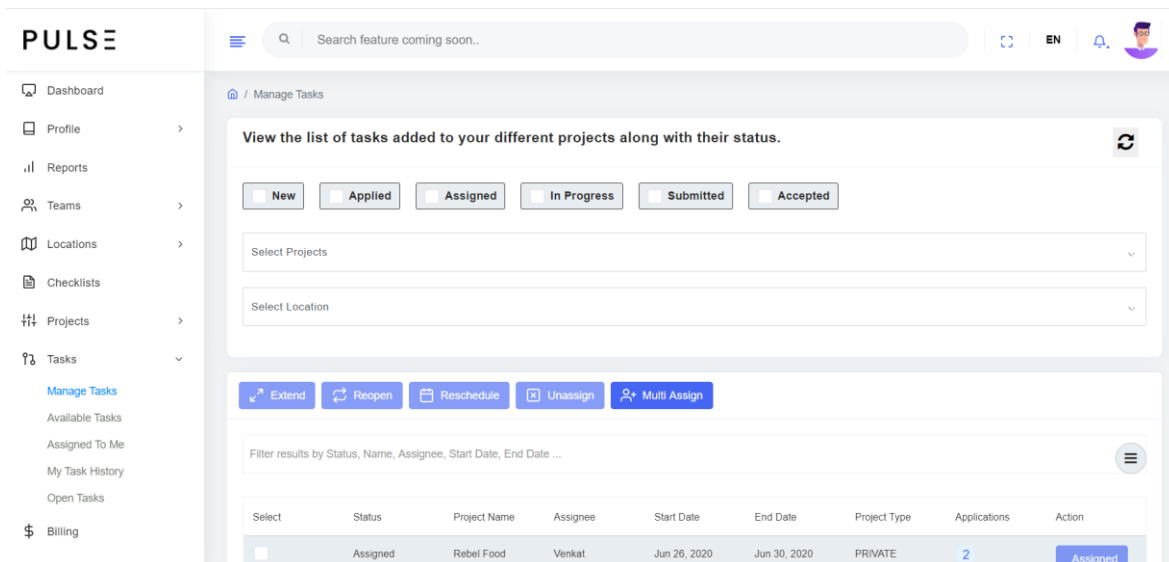 PULSE
Search feature coming soon..
EN
Dashboard
Profile
Reports
Teams
Locations
Checklists
Projects
Tasks
Manage Tasks
Available Tasks
Assigned To Me
My Task History
Open Tasks
Billing
/ Manage Tasks
View the list of tasks added to your different projects along with their status.
New Applied Assigned In Progress Submitted Accepted
Select Projects
Select Location
Extend Reopen Reschedule Unassign Multi Assign
Filter results by Status, Name, Assignee, Start Date, End Date ...
Select Status Project Name Assignee Start Date End Date Project Type Applications Action
Assigned Rebel Food Venkat Jun 26, 2020 Jun 30, 2020 PRIVATE 2 Assigned